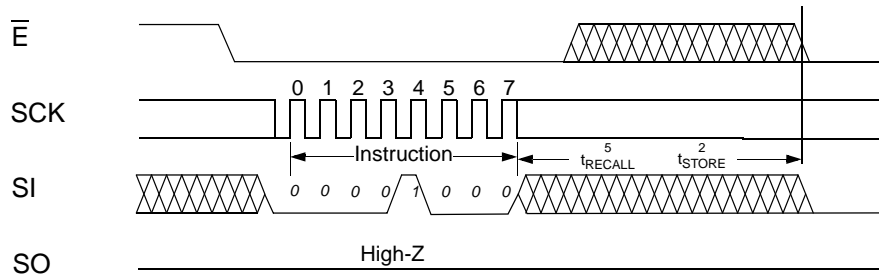 E
SCK
0 1 2 3 4 5 6 7
Instruction
5
tRECALL
2
tSTORE
SI
0 0 0 0 1 0 0 0
SO
High-Z